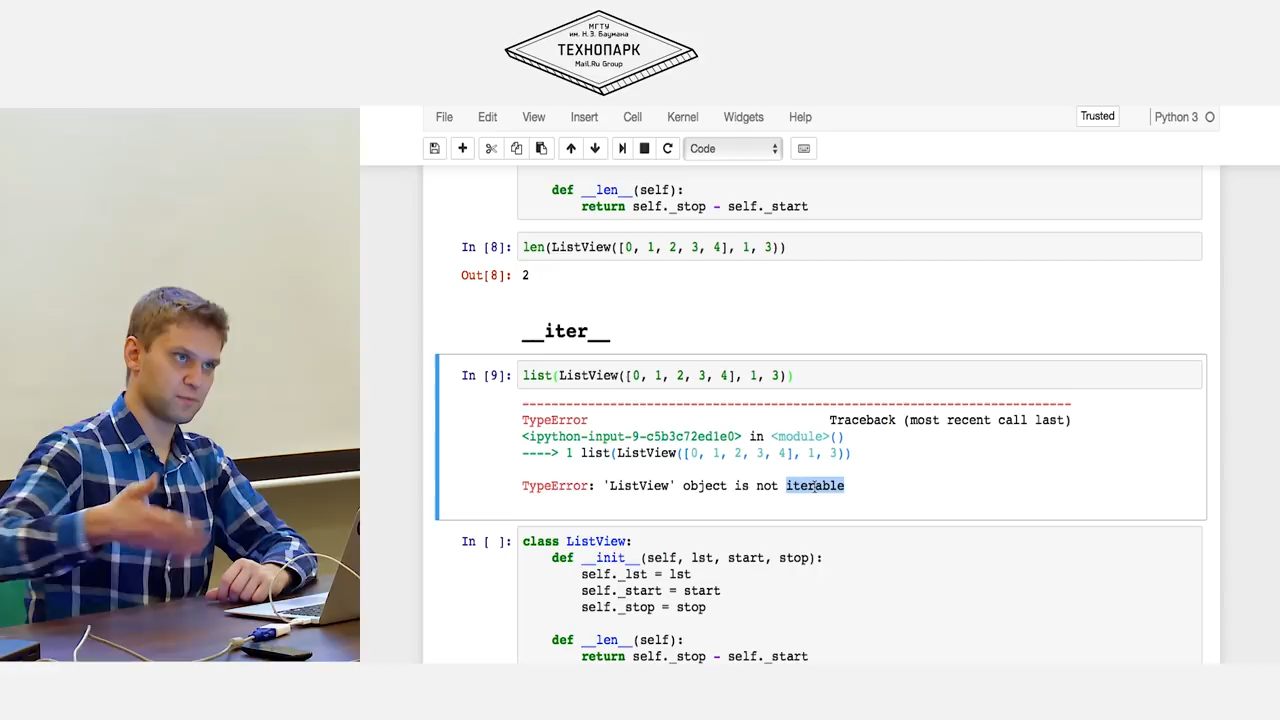 МГТУ
им. Н.Э. Баумана
ТЕХНОПАРК
Mail.Ru Group
File Edit View Insert Cell Kernel Widgets Help Trusted Python 3
Code
def __len__(self):
return self._stop - self._start
In [8]: len(ListView([0, 1, 2, 3, 4], 1, 3))
Out[8]: 2
__iter__
In [9]: list(ListView([0, 1, 2, 3, 4], 1, 3))
---------------------------------------------------------------------------
TypeError Traceback (most recent call last)
<ipython-input-9-c5b3c72ed1e0> in <module>()
----> 1 list(ListView([0, 1, 2, 3, 4], 1, 3))
TypeError: 'ListView' object is not iterable
In [ ]: class ListView:
def __init__(self, lst, start, stop):
self._lst = lst
self._start = start
self._stop = stop
def __len__(self):
return self._stop - self._start